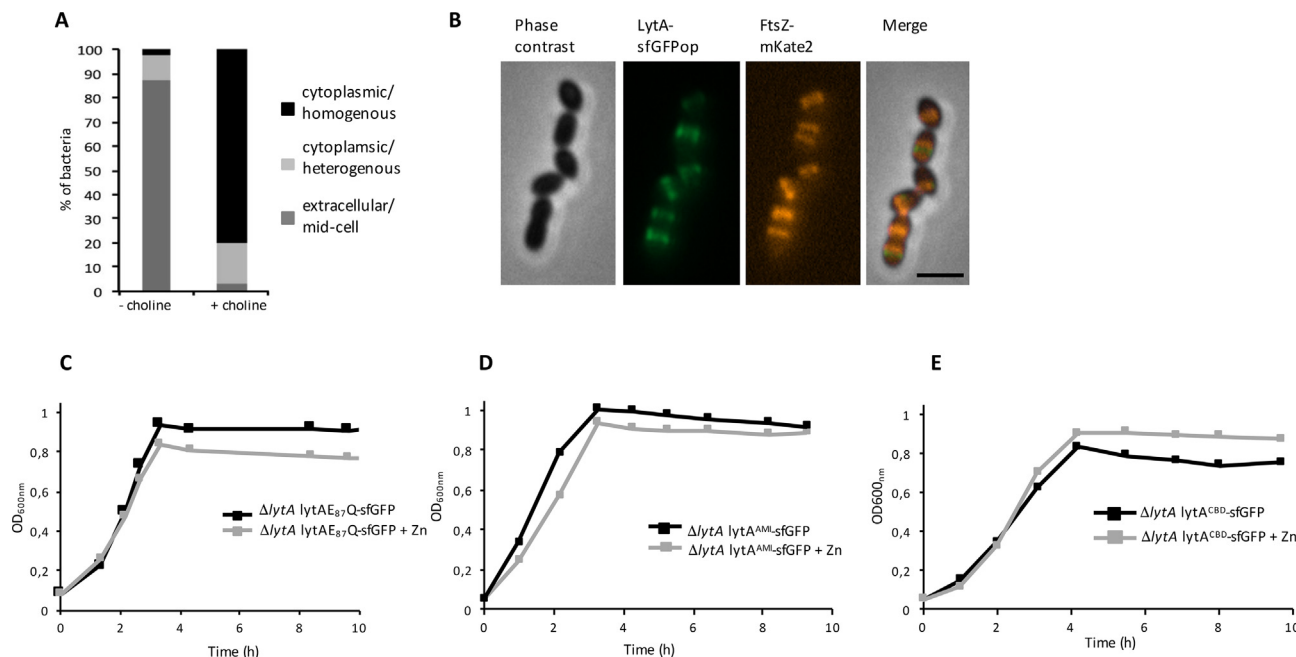 A
100
90
80
70
60
50
40
30
20
10
0
% of bacteria
- choline
+ choline
cytoplasmic/
homogenous
cytoplamsic/
heterogenous
extracellular/
mid-cell
B
Phase
contrast
LytA-
sfGFPop
FtsZ-
mKate2
Merge
C
1
0,8
0,6
0,4
0,2
0
OD600nm
0 2 4 6 8 10
Time (h)
ΔlytA lytAE87Q-sfGFP
ΔlytA lytAE87Q-sfGFP + Zn
D
1
0,8
0,6
0,4
0,2
0
OD600nm
0 2 4 6 8 10
Time (h)
ΔlytA lytAAMI-sfGFP
ΔlytA lytAAMI-sfGFP + Zn
E
1
0,8
0,6
0,4
0,2
0
OD600nm
0 2 4 6 8 10
Time (h)
ΔlytA lytACBD-sfGFP
ΔlytA lytACBD-sfGFP + Zn